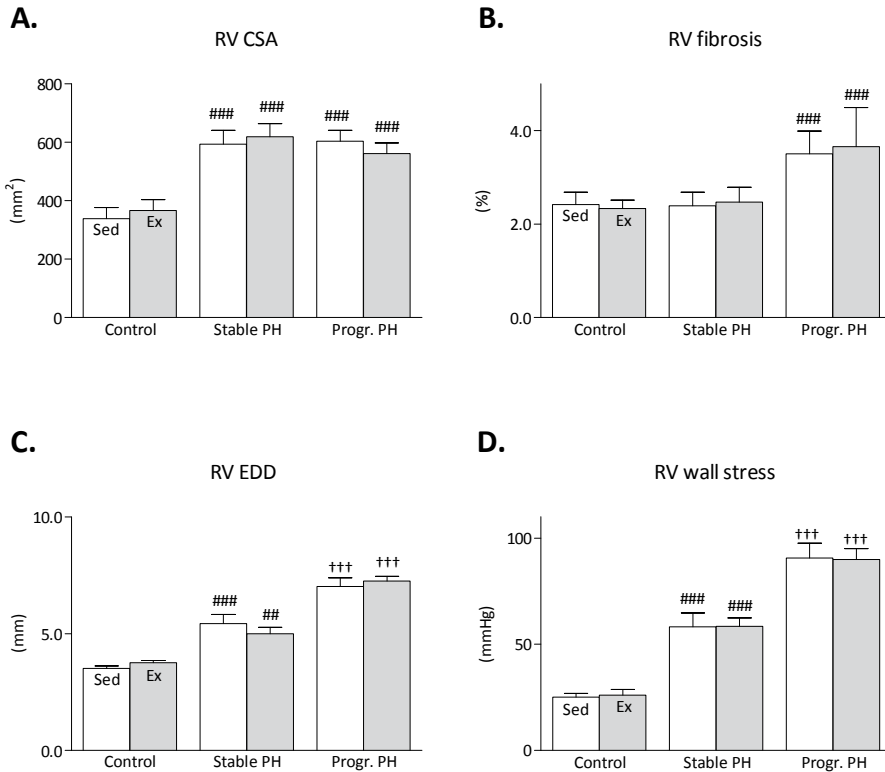 A.
RV CSA
800
600
400
200
0
(mm²)
### ### ### ###
Sed Ex
Control Stable PH Progr. PH
B.
RV fibrosis
4.0
2.0
0.0
(%)
### ###
Sed Ex
Control Stable PH Progr. PH
C.
RV EDD
10.0
5.0
0.0
(mm)
### ## ††† †††
Sed Ex
Control Stable PH Progr. PH
D.
RV wall stress
100
50
0
(mmHg)
### ### ††† †††
Sed Ex
Control Stable PH Progr. PH